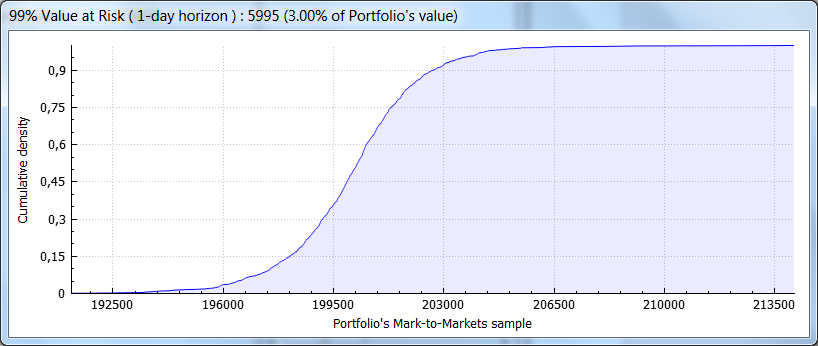 99% Value at Risk ( 1-day horizon ) : 5995 (3.00% of Portfolio's value)
Cumulative density
0,9
0,75
0,6
0,45
0,3
0,15
0
192500 196000 199500 203000 206500 210000 213500
Portfolio's Mark-to-Markets sample